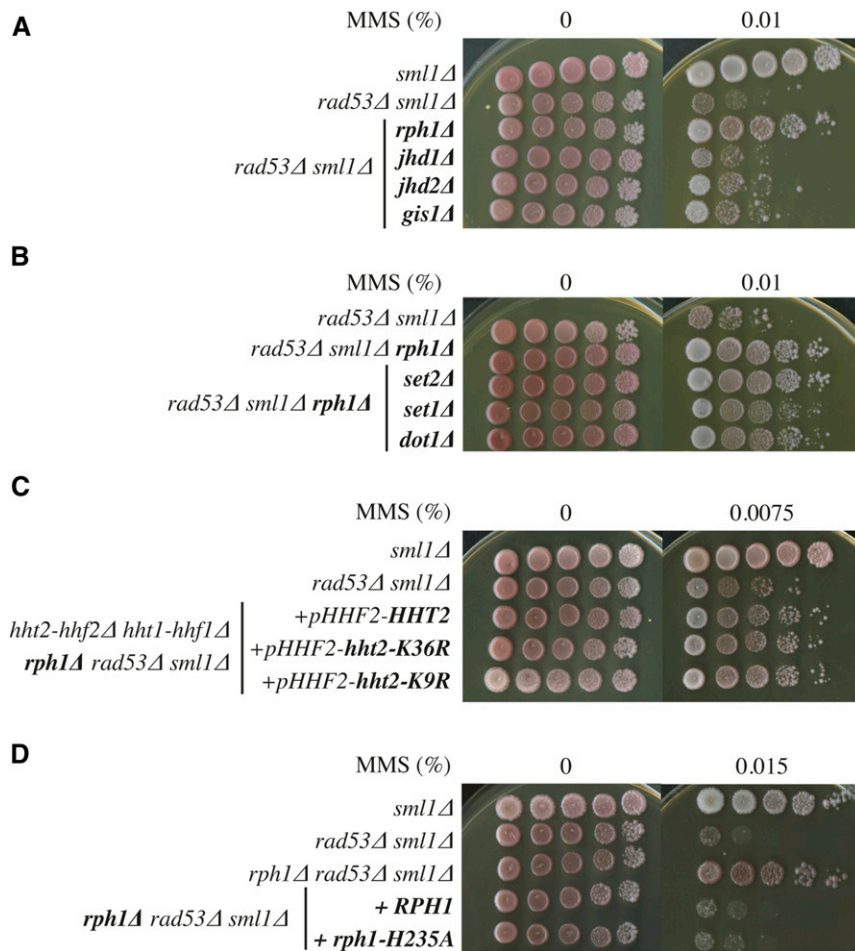 A
MMS (%) 0 0.01
sml1Δ
rad53Δ sml1Δ
rph1Δ
jhd1Δ
rad53Δ sml1Δ
jhd2Δ
gis1Δ
B
MMS (%) 0 0.01
rad53Δ sml1Δ
rad53Δ sml1Δ rph1Δ
set2Δ
rad53Δ sml1Δ rph1Δ set1Δ
dot1Δ
C
MMS (%) 0 0.0075
sml1Δ
rad53Δ sml1Δ
+pHHF2-HHT2
hht2-hhf2Δ hht1-hhf1Δ
+pHHF2-hht2-K36R
rph1Δ rad53Δ sml1Δ
+pHHF2-hht2-K9R
D
MMS (%) 0 0.015
sml1Δ
rad53Δ sml1Δ
rph1Δ rad53Δ sml1Δ
+ RPH1
rph1Δ rad53Δ sml1Δ
+ rph1-H235A